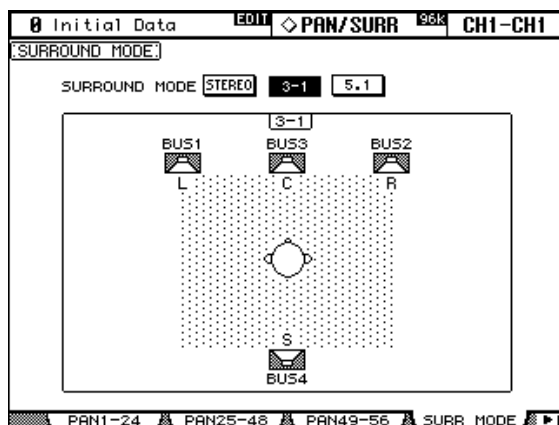 0 Initial Data EDIT ◇PAN/SURR 96k CH1-CH1
SURROUND MODE
SURROUND MODE STEREO 3-1 5.1
3-1
BUS1 BUS3 BUS2
L C R
S
BUS4
PAN1-24 PAN25-48 PAN49-56 SURR MODE